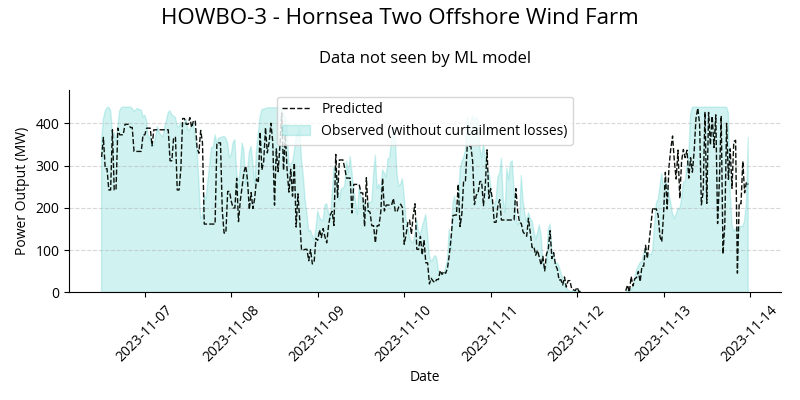 HOWBO-3 - Hornsea Two Offshore Wind Farm
Data not seen by ML model
Predicted
Observed (without curtailment losses)
Power Output (MW)
400
300
200
100
0
2023-11-07
2023-11-08
2023-11-09
2023-11-10
2023-11-11
2023-11-12
2023-11-13
2023-11-14
Date